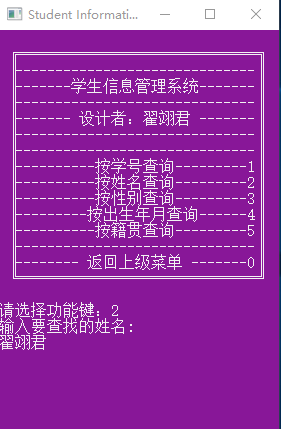 Student Informati...
------------------------------
-------学生信息管理系统-------
------------------------------
-------- 设计者：翟翊君 -------
------------------------------
------------------------------
----------按学号查询---------1
----------按姓名查询---------2
----------按性别查询---------3
---------按出生年月查询------4
----------按籍贯查询---------5
------------------------------
-------- 返回上级菜单 -------0
请选择功能键：2
输入要查找的姓名:
翟翊君